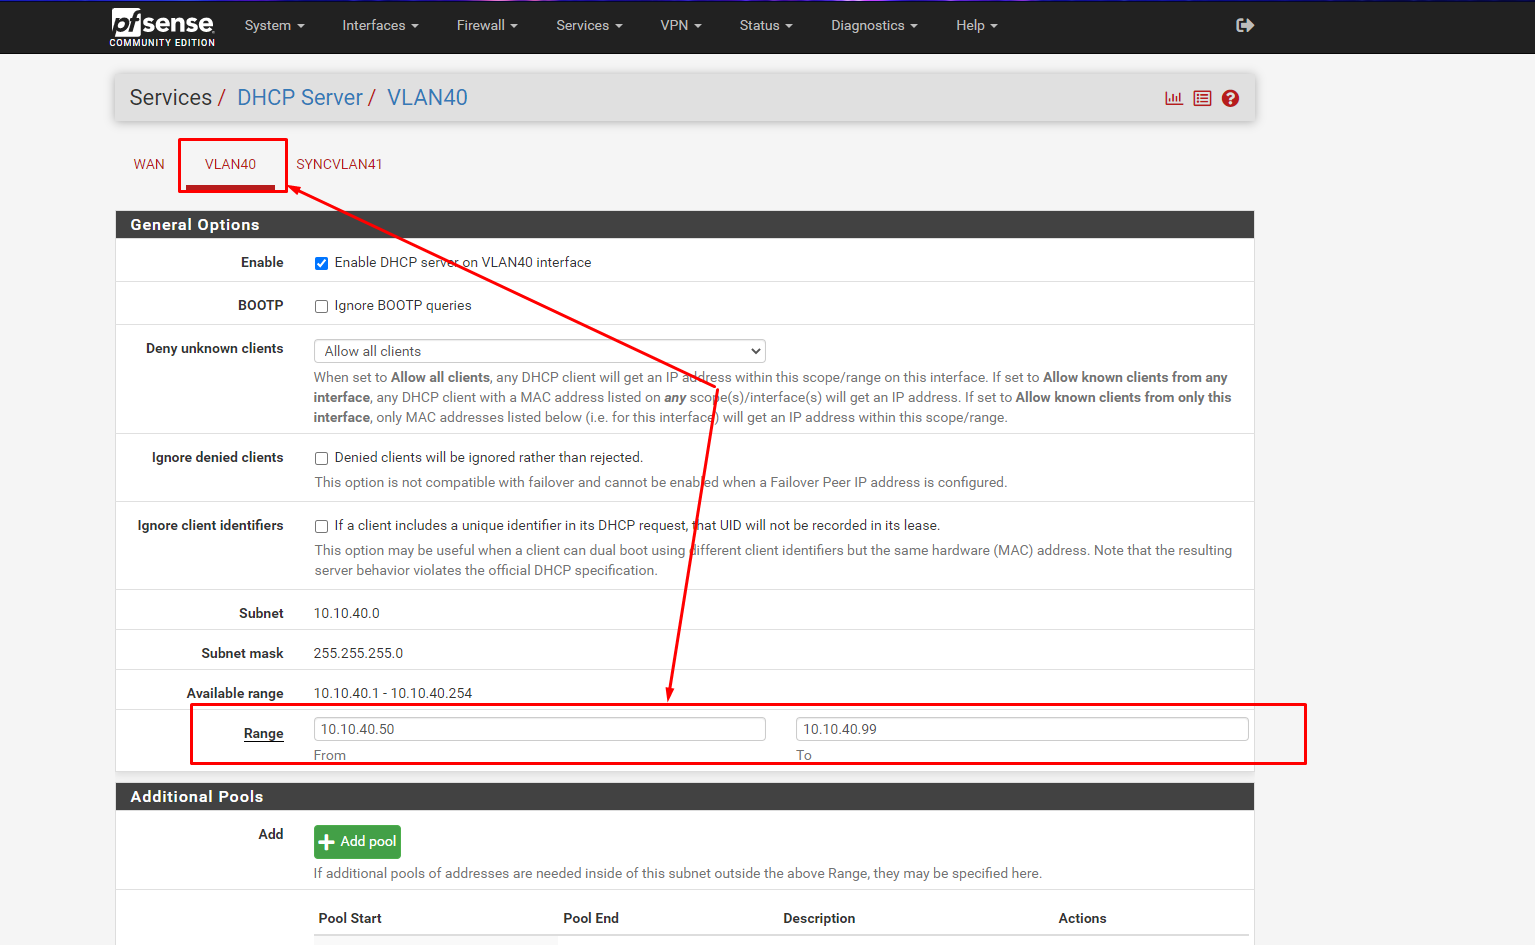 pfsense
COMMUNITY EDITION
System Interfaces Firewall Services VPN Status Diagnostics Help
Services / DHCP Server / VLAN40
WAN VLAN40 SYNCVLAN41
General Options
Enable Enable DHCP server on VLAN40 interface
BOOTP Ignore BOOTP queries
Deny unknown clients Allow all clients
When set to Allow all clients, any DHCP client will get an IP address within this scope/range on this interface. If set to Allow known clients from any
interface, any DHCP client with a MAC address listed on any scope(s)/interface(s) will get an IP address. If set to Allow known clients from only this
interface, only MAC addresses listed below (i.e. for this interface) will get an IP address within this scope/range.
Ignore denied clients Denied clients will be ignored rather than rejected.
This option is not compatible with failover and cannot be enabled when a Failover Peer IP address is configured.
Ignore client identifiers If a client includes a unique identifier in its DHCP request, that UID will not be recorded in its lease.
This option may be useful when a client can dual boot using different client identifiers but the same hardware (MAC) address. Note that the resulting
server behavior violates the official DHCP specification.
Subnet 10.10.40.0
Subnet mask 255.255.255.0
Available range 10.10.40.1 - 10.10.40.254
Range 10.10.40.50 10.10.40.99
From To
Additional Pools
Add Add pool
If additional pools of addresses are needed inside of this subnet outside the above Range, they may be specified here.
Pool Start Pool End Description Actions